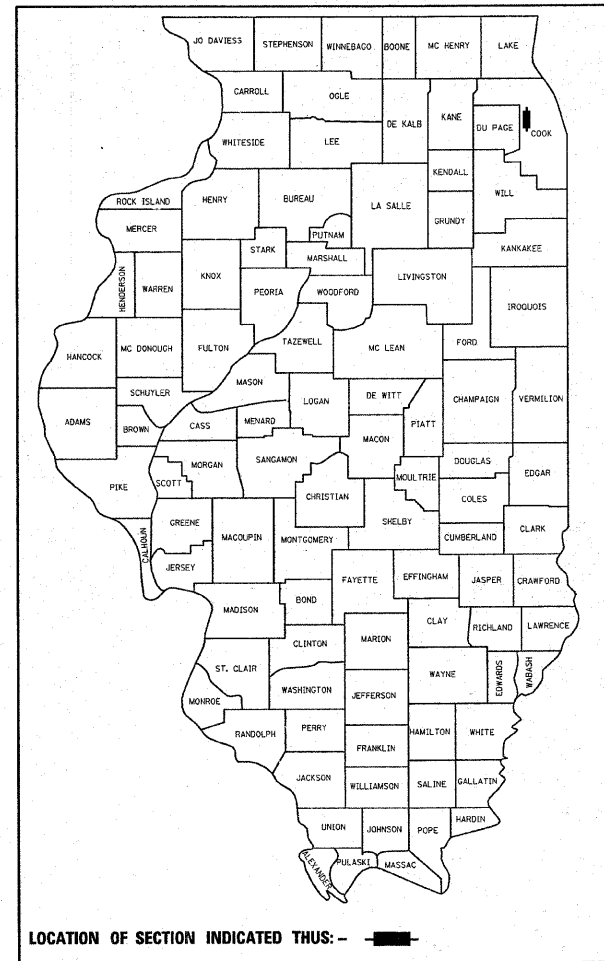 JO DAVIESS
STEPHENSON
WINNEBAGO
BOONE
MC HENRY
LAKE
CARROLL
OGLE
DE KALB
KANE
DU PAGE
COOK
WHITESIDE
LEE
KENDALL
WILL
ROCK ISLAND
HENRY
BUREAU
LA SALLE
GRUNDY
MERCER
PUTNAM
KANKAKEE
STARK
MARSHALL
HENDERSON
WARREN
KNOX
PEORIA
WOODFORD
LIVINGSTON
IROQUOIS
HANCOCK
MC DONOUGH
FULTON
TAZEWELL
MC LEAN
FORD
SCHUYLER
MASON
LOGAN
DE WITT
CHAMPAIGN
VERMILION
ADAMS
BROWN
CASS
MENARD
MACON
PIATT
PIKE
SCOTT
MORGAN
SANGAMON
MOULTRIE
DOUGLAS
EDGAR
CHRISTIAN
COLES
CALHOUN
GREENE
MACOUPIN
MONTGOMERY
SHELBY
CUMBERLAND
CLARK
JERSEY
FAYETTE
EFFINGHAM
JASPER
CRAWFORD
MADISON
BOND
CLAY
RICHLAND
LAWRENCE
CLINTON
MARION
ST. CLAIR
WAYNE
EDWARDS
WABASH
MONROE
WASHINGTON
JEFFERSON
RANDOLPH
PERRY
HAMILTON
WHITE
FRANKLIN
JACKSON
WILLIAMSON
SALINE
GALLATIN
UNION
JOHNSON
POPE
HARDIN
ALEXANDER
PULASKI
MASSAC
LOCATION OF SECTION INDICATED THUS: -